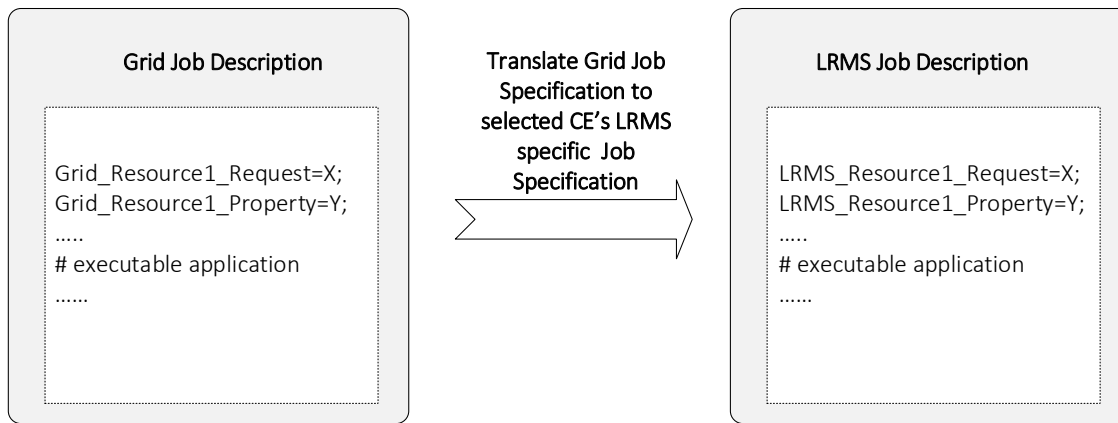 Grid Job Description
Grid_Resource1_Request=X;
Grid_Resource1_Property=Y;
.....
# executable application
......
Translate Grid Job
Specification to
selected CE's LRMS
specific Job
Specification
LRMS Job Description
LRMS_Resource1_Request=X;
LRMS_Resource1_Property=Y;
.....
# executable application
......